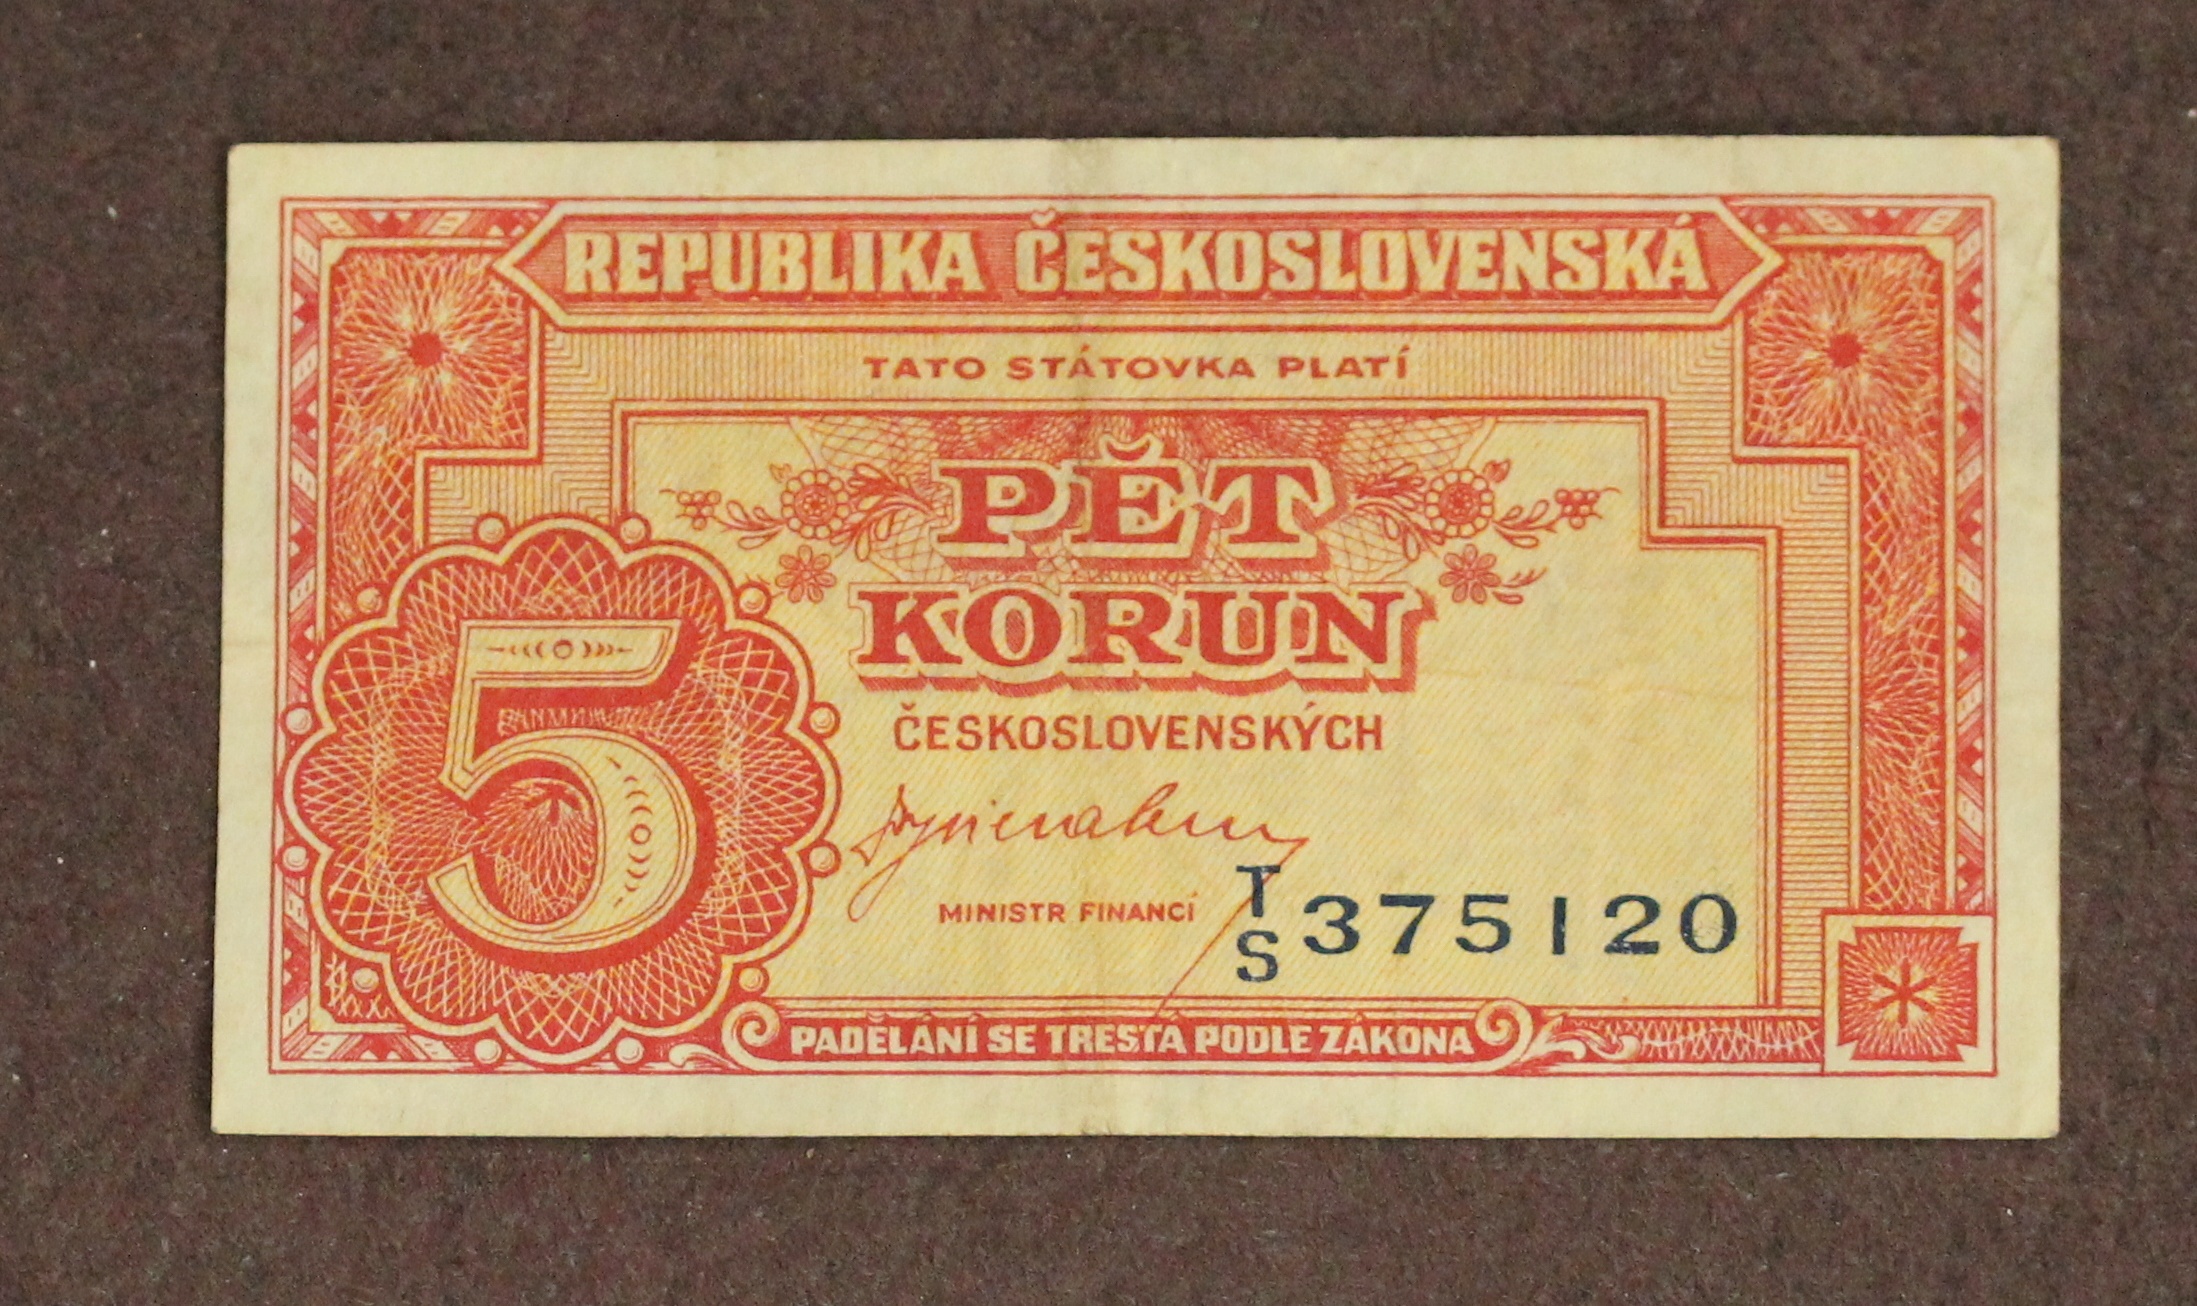 REPUBLIKA ČESKOSLOVENSKÁ
TATO STÁTOVKA PLATÍ
PĚT
KORUN
ČESKOSLOVENSKÝCH
5
MINISTR FINANCÍ
T/S 375120
PADĚLÁNÍ SE TRESTÁ PODLE ZÁKONA